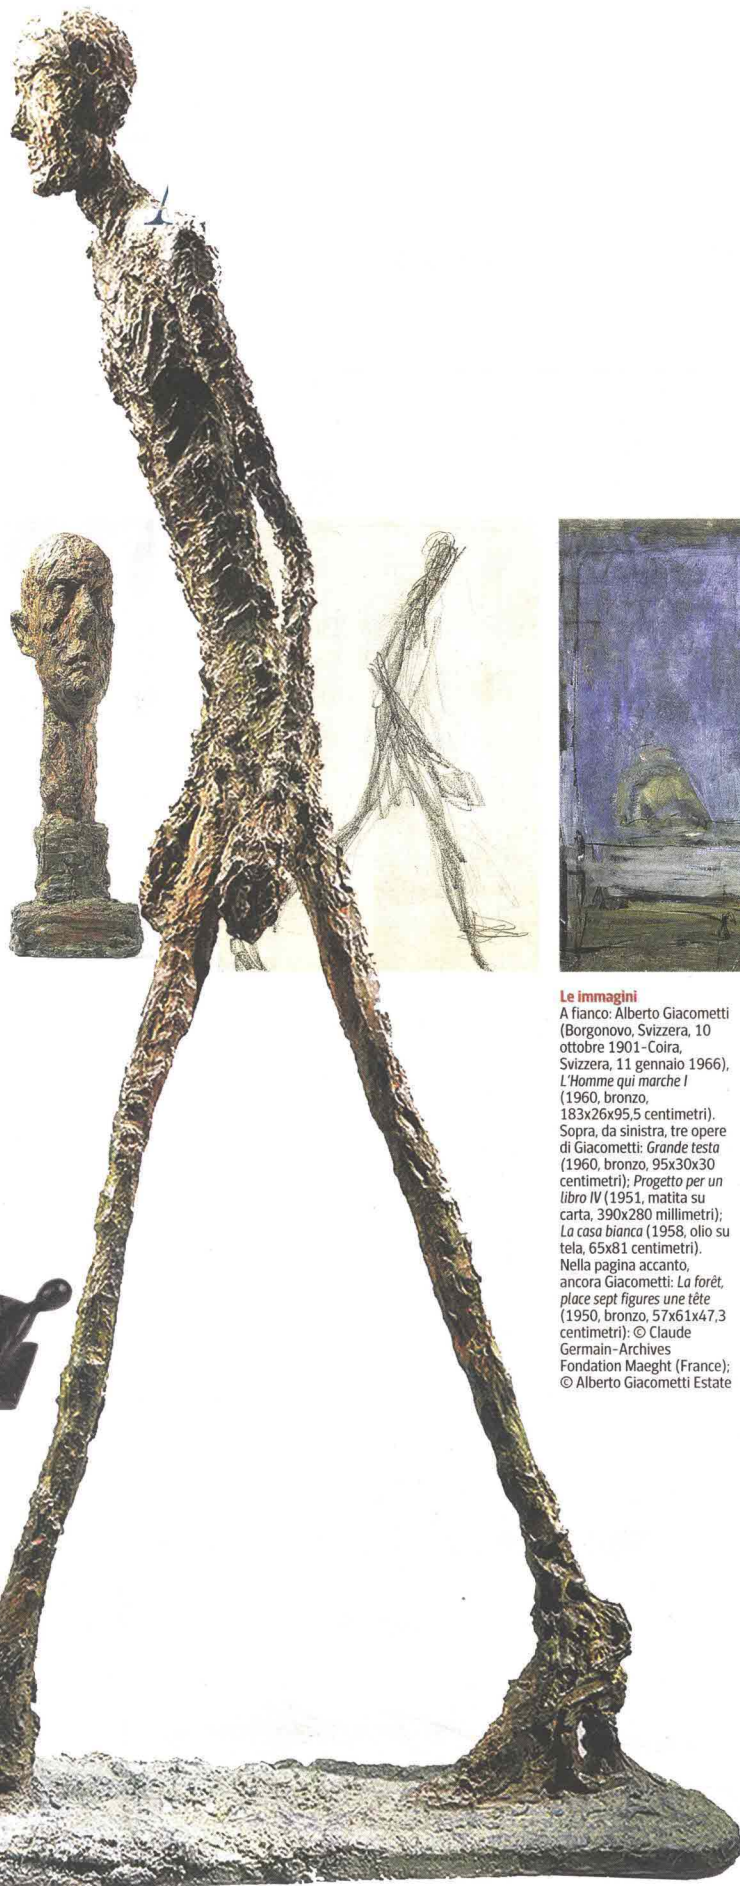 Le immagini
A fianco: Alberto Giacometti
(Borgonovo, Svizzera, 10
ottobre 1901-Coira,
Svizzera, 11 gennaio 1966),
L'Homme qui marche I
(1960, bronzo,
183x26x95,5 centimetri).
Sopra, da sinistra, tre opere
di Giacometti: Grande testa
(1960, bronzo, 95x30x30
centimetri); Progetto per un
libro IV (1951, matita su
carta, 390x280 millimetri);
La casa bianca (1958, olio su
tela, 65x81 centimetri).
Nella pagina accanto,
ancora Giacometti: La forêt,
place sept figures une tête
(1950, bronzo, 57x61x47,3
centimetri): © Claude
Germain-Archives
Fondation Maeght (France);
© Alberto Giacometti Estate